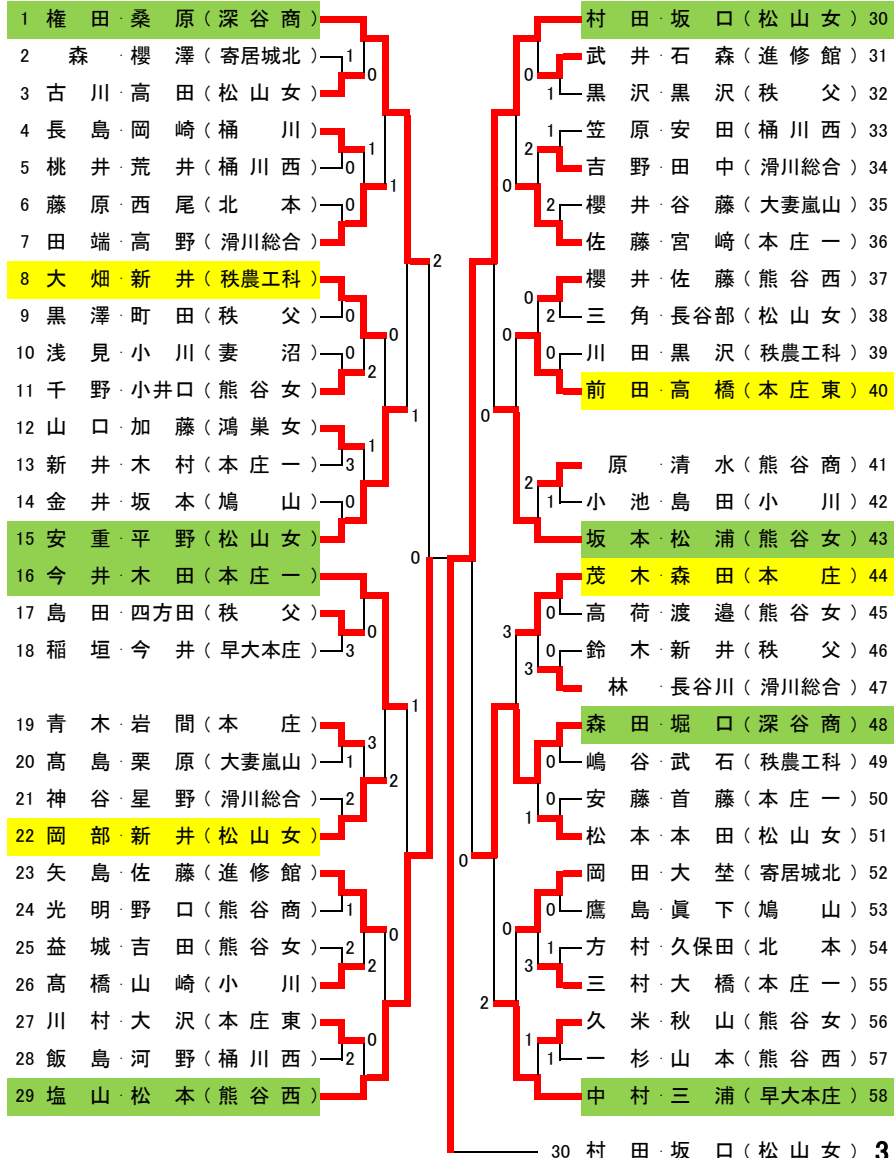 1 権田・桑原（深谷商）
2 森・櫻澤（寄居城北）
1
0
3 古川・高田（松山女）
4 長島・岡崎（桶川）
1
5 桃井・荒井（桶川西）
0
1
6 藤原・西尾（北本）
0
7 田端・高野（滑川総合）
2
8 大畑・新井（秩農工科）
9 黒澤・町田（秩父）
0
0
10 浅見・小川（妻沼）
0
2
11 千野・小井口（熊谷女）
1
12 山口・加藤（鴻巣女）
1
13 新井・木村（本庄一）
3
14 金井・坂本（鳩山）
0
15 安重・平野（松山女）
0
16 今井・木田（本庄一）
17 島田・四方田（秩父）
0
18 稲垣・今井（早大本庄）
3
1
19 青木・岩間（本庄）
3
20 髙島・栗原（大妻嵐山）
1
2
21 神谷・星野（滑川総合）
2
22 岡部・新井（松山女）
23 矢島・佐藤（進修館）
24 光明・野口（熊谷商）
1
0
25 益城・吉田（熊谷女）
2
2
26 髙橋・山崎（小川）
27 川村・大沢（本庄東）
0
28 飯島・河野（桶川西）
2
29 塩山・松本（熊谷西）
村田・坂口（松山女） 30
武井・石森（進修館） 31
0
1
黒沢・黒沢（秩父） 32
1
笠原・安田（桶川西） 33
2
吉野・田中（滑川総合） 34
0
2
櫻井・谷藤（大妻嵐山） 35
佐藤・宮﨑（本庄一） 36
櫻井・佐藤（熊谷西） 37
0
2
三角・長谷部（松山女） 38
0
0
川田・黒沢（秩農工科） 39
前田・高橋（本庄東） 40
0
原・清水（熊谷商） 41
2
1
小池・島田（小川） 42
坂本・松浦（熊谷女） 43
茂木・森田（本庄） 44
0
高荷・渡邉（熊谷女） 45
3
0
鈴木・新井（秩父） 46
3
林・長谷川（滑川総合） 47
森田・堀口（深谷商） 48
0
嶋谷・武石（秩農工科） 49
0
安藤・首藤（本庄一） 50
1
松本・本田（松山女） 51
0
岡田・大埜（寄居城北） 52
0
鷹島・眞下（鳩山） 53
0
1
方村・久保田（北本） 54
3
三村・大橋（本庄一） 55
2
久米・秋山（熊谷女） 56
1
1
一杉・山本（熊谷西） 57
中村・三浦（早大本庄） 58
30 村田・坂口（松山女） 3